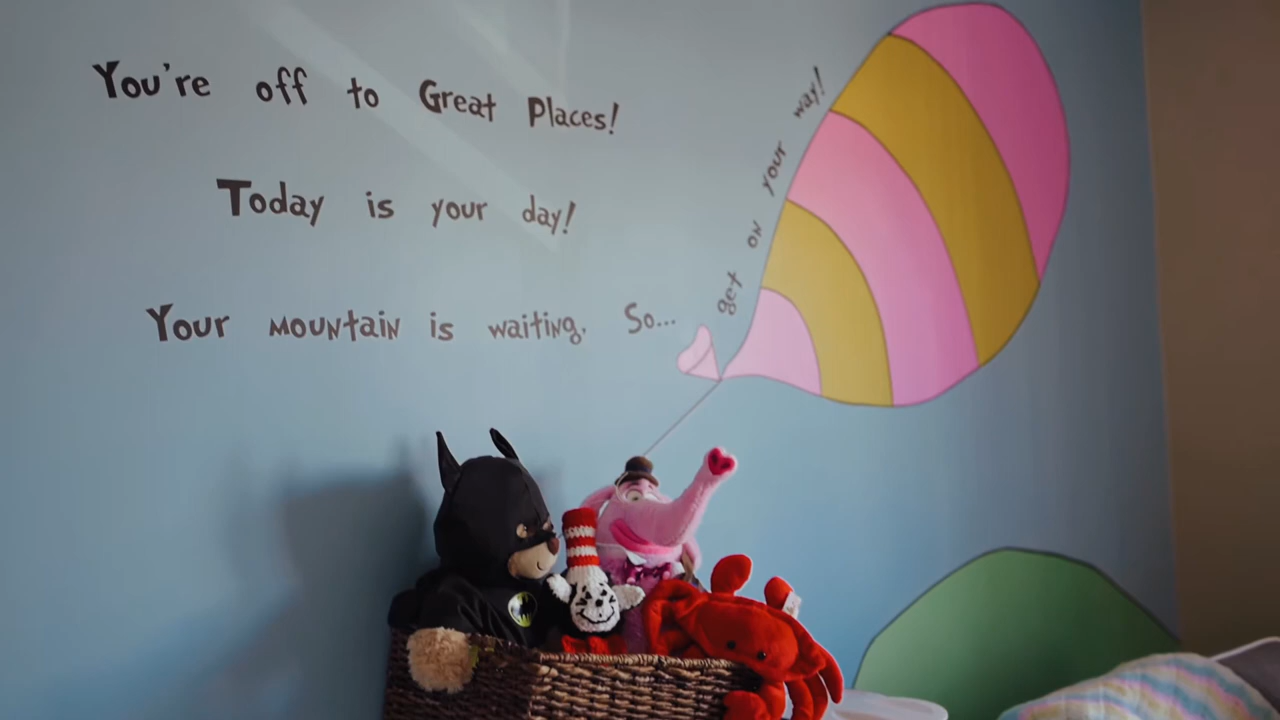 You're off to Great Places!
Today is your day!
Your mountain is waiting. So...
get on your way!